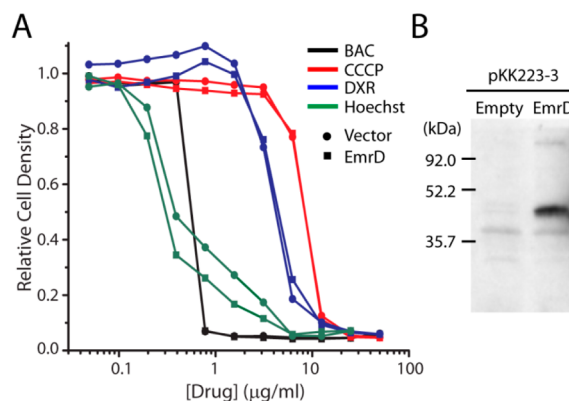 A
Relative Cell Density
1.0
0.8
0.6
0.4
0.2
0.0
0.1
1
10
100
[Drug] (μg/ml)
BAC
CCCP
DXR
Hoechst
Vector
EmrD
B
pKK223-3
Empty EmrD
(kDa)
92.0
52.2
35.7